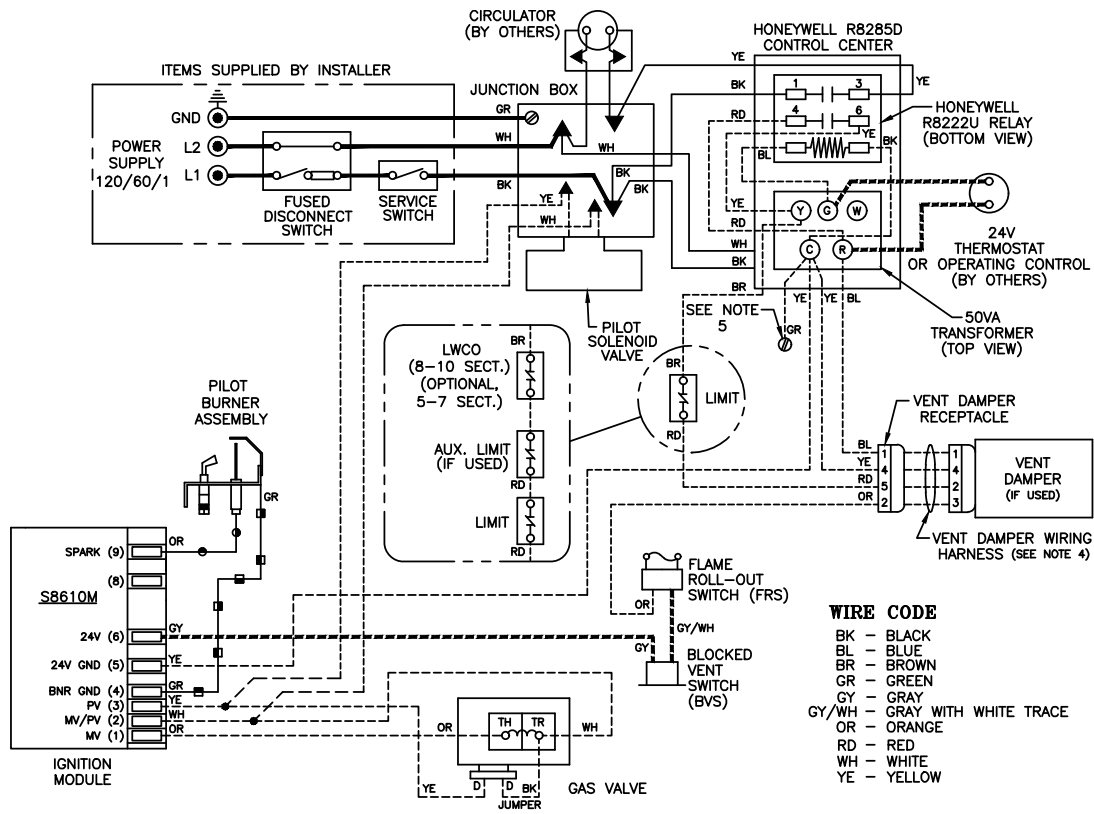 CIRCULATOR
(BY OTHERS)
HONEYWELL R8285D
CONTROL CENTER
YE
ITEMS SUPPLIED BY INSTALLER
JUNCTION BOX
BK
1
3
YE
GND
GR
RD
4
6
HONEYWELL
R8222U RELAY
(BOTTOM VIEW)
YE
L2
WH
WH
BL
BK
POWER
SUPPLY
120/60/1
L1
BK
BK
BK
FUSED
DISCONNECT
SWITCH
SERVICE
SWITCH
YE
WH
YE
RD
Y
G
W
24V
THERMOSTAT
OR OPERATING CONTROL
(BY OTHERS)
WH
BK
C
R
BR
YE
YE
BL
SEE NOTE
5
GR
50VA
TRANSFORMER
(TOP VIEW)
PILOT
SOLENOID
VALVE
BR
LWCO
(8-10 SECT.)
(OPTIONAL,
5-7 SECT.)
BR
LIMIT
RD
AUX. LIMIT
(IF USED)
RD
LIMIT
RD
PILOT
BURNER
ASSEMBLY
GR
VENT DAMPER
RECEPTACLE
BL
1
1
YE
4
4
RD
5
2
OR
2
3
VENT
DAMPER
(IF USED)
VENT DAMPER WIRING
HARNESS (SEE NOTE 4)
SPARK (9)
OR
(8)
S8610M
24V (6)
GY
24V GND (5)
YE
BNR GND (4)
GR
PV (3)
YE
MV/PV (2)
WH
MV (1)
OR
IGNITION
MODULE
FLAME
ROLL-OUT
SWITCH (FRS)
OR
GY/WH
GY
BLOCKED
VENT
SWITCH
(BVS)
OR
TH
TR
WH
YE
D
D
BK
JUMPER
GAS VALVE
WIRE CODE
BK - BLACK
BL - BLUE
BR - BROWN
GR - GREEN
GY - GRAY
GY/WH - GRAY WITH WHITE TRACE
OR - ORANGE
RD - RED
WH - WHITE
YE - YELLOW